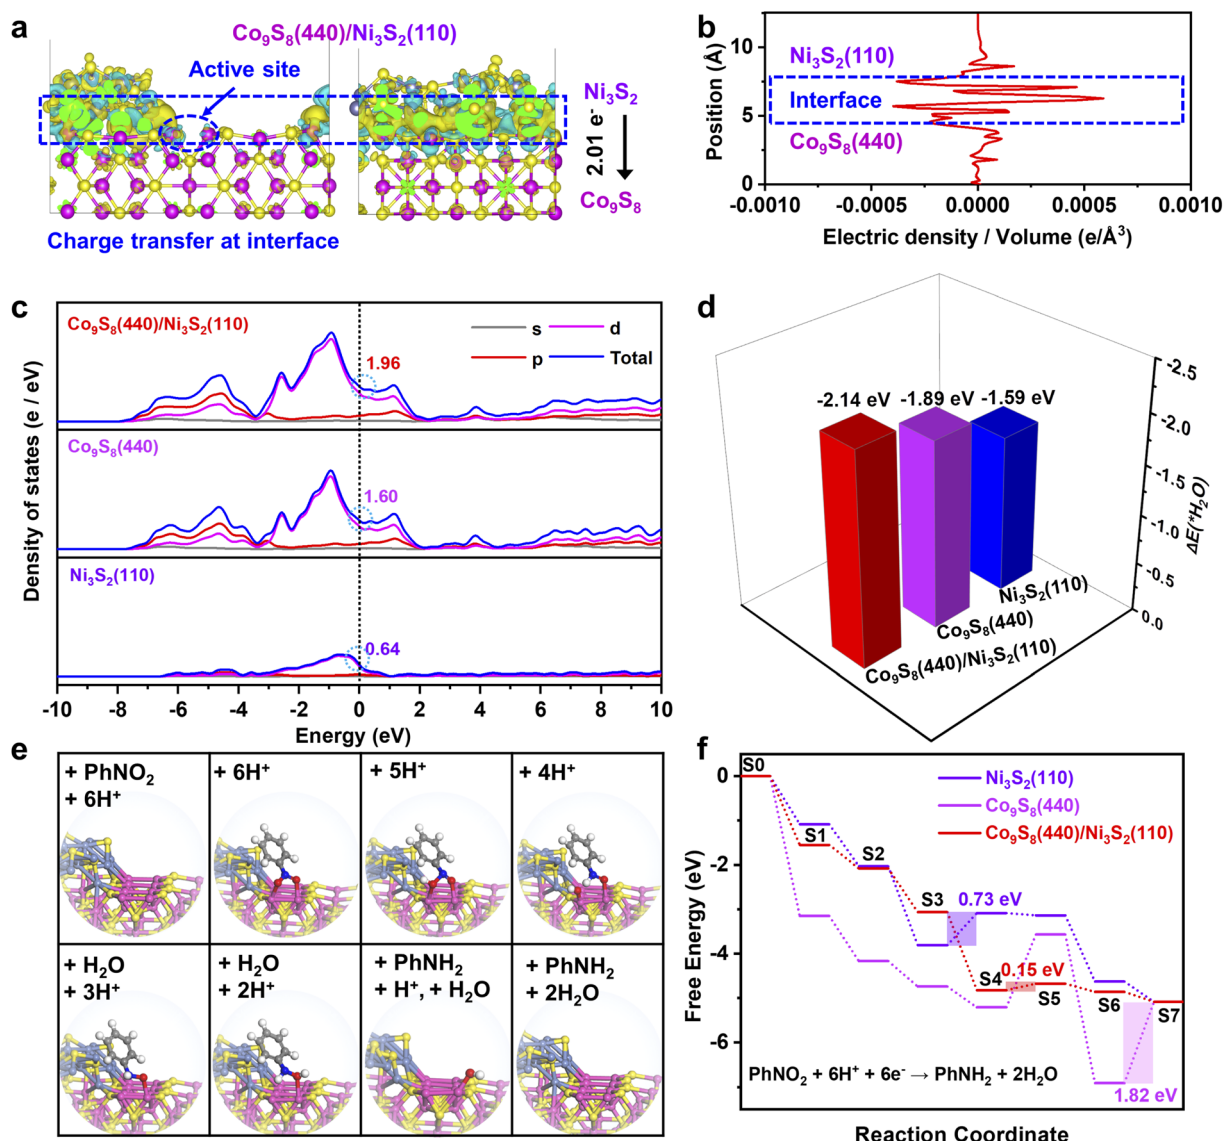 a
Co₉S₈(440)/Ni₃S₂(110)
Active site
Ni₃S₂
2.01 e⁻
Co₉S₈
Charge transfer at interface
b
Position (Å)
10
5
0
Ni₃S₂(110)
Interface
Co₉S₈(440)
-0.0010 -0.0005 0.0000 0.0005 0.0010
Electric density / Volume (e/Å³)
c
Density of states (e / eV)
Co₉S₈(440)/Ni₃S₂(110)
s d
p Total
1.96
Co₉S₈(440)
1.60
Ni₃S₂(110)
0.64
-10 -8 -6 -4 -2 0 2 4 6 8 10
Energy (eV)
d
-2.14 eV -1.89 eV -1.59 eV
-2.5
-2.0
-1.5
-1.0
-0.5
0.0
ΔE(*H₂O)
Ni₃S₂(110)
Co₉S₈(440)
Co₉S₈(440)/Ni₃S₂(110)
e
+ PhNO₂
+ 6H⁺
+ 6H⁺
+ 5H⁺
+ 4H⁺
+ H₂O
+ 3H⁺
+ H₂O
+ 2H⁺
+ PhNH₂
+ H⁺, + H₂O
+ PhNH₂
+ 2H₂O
f
Free Energy (eV)
0
-2
-4
-6
S0
S1
S2
S3
S4
S5
S6
S7
Ni₃S₂(110)
Co₉S₈(440)
Co₉S₈(440)/Ni₃S₂(110)
0.73 eV
0.15 eV
1.82 eV
PhNO₂ + 6H⁺ + 6e⁻ → PhNH₂ + 2H₂O
Reaction Coordinate